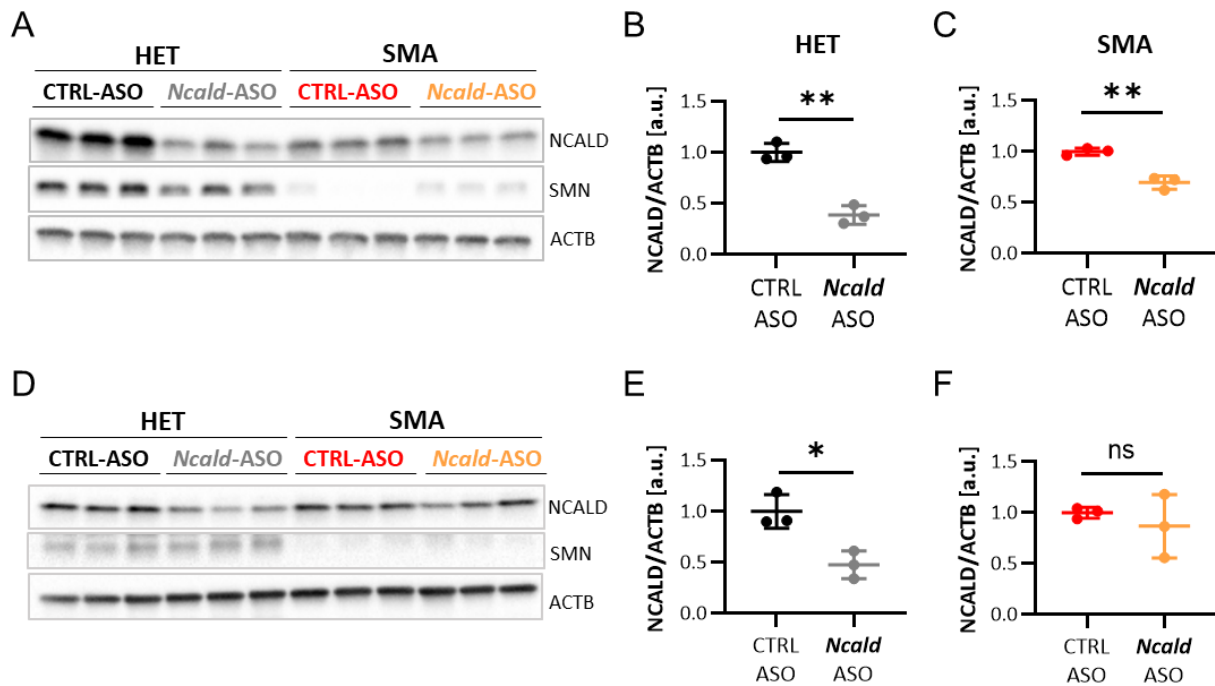 A
HET SMA
CTRL-ASO Ncald-ASO CTRL-ASO Ncald-ASO
NCALD
SMN
ACTB
B
HET
**
NCALD/ACTB [a.u.]
1.5
1.0
0.5
0.0
CTRL Ncald
ASO ASO
C
SMA
**
NCALD/ACTB [a.u.]
1.5
1.0
0.5
0.0
CTRL Ncald
ASO ASO
D
HET SMA
CTRL-ASO Ncald-ASO CTRL-ASO Ncald-ASO
NCALD
SMN
ACTB
E
*
NCALD/ACTB [a.u.]
1.5
1.0
0.5
0.0
CTRL Ncald
ASO ASO
F
ns
NCALD/ACTB [a.u.]
1.5
1.0
0.5
0.0
CTRL Ncald
ASO ASO